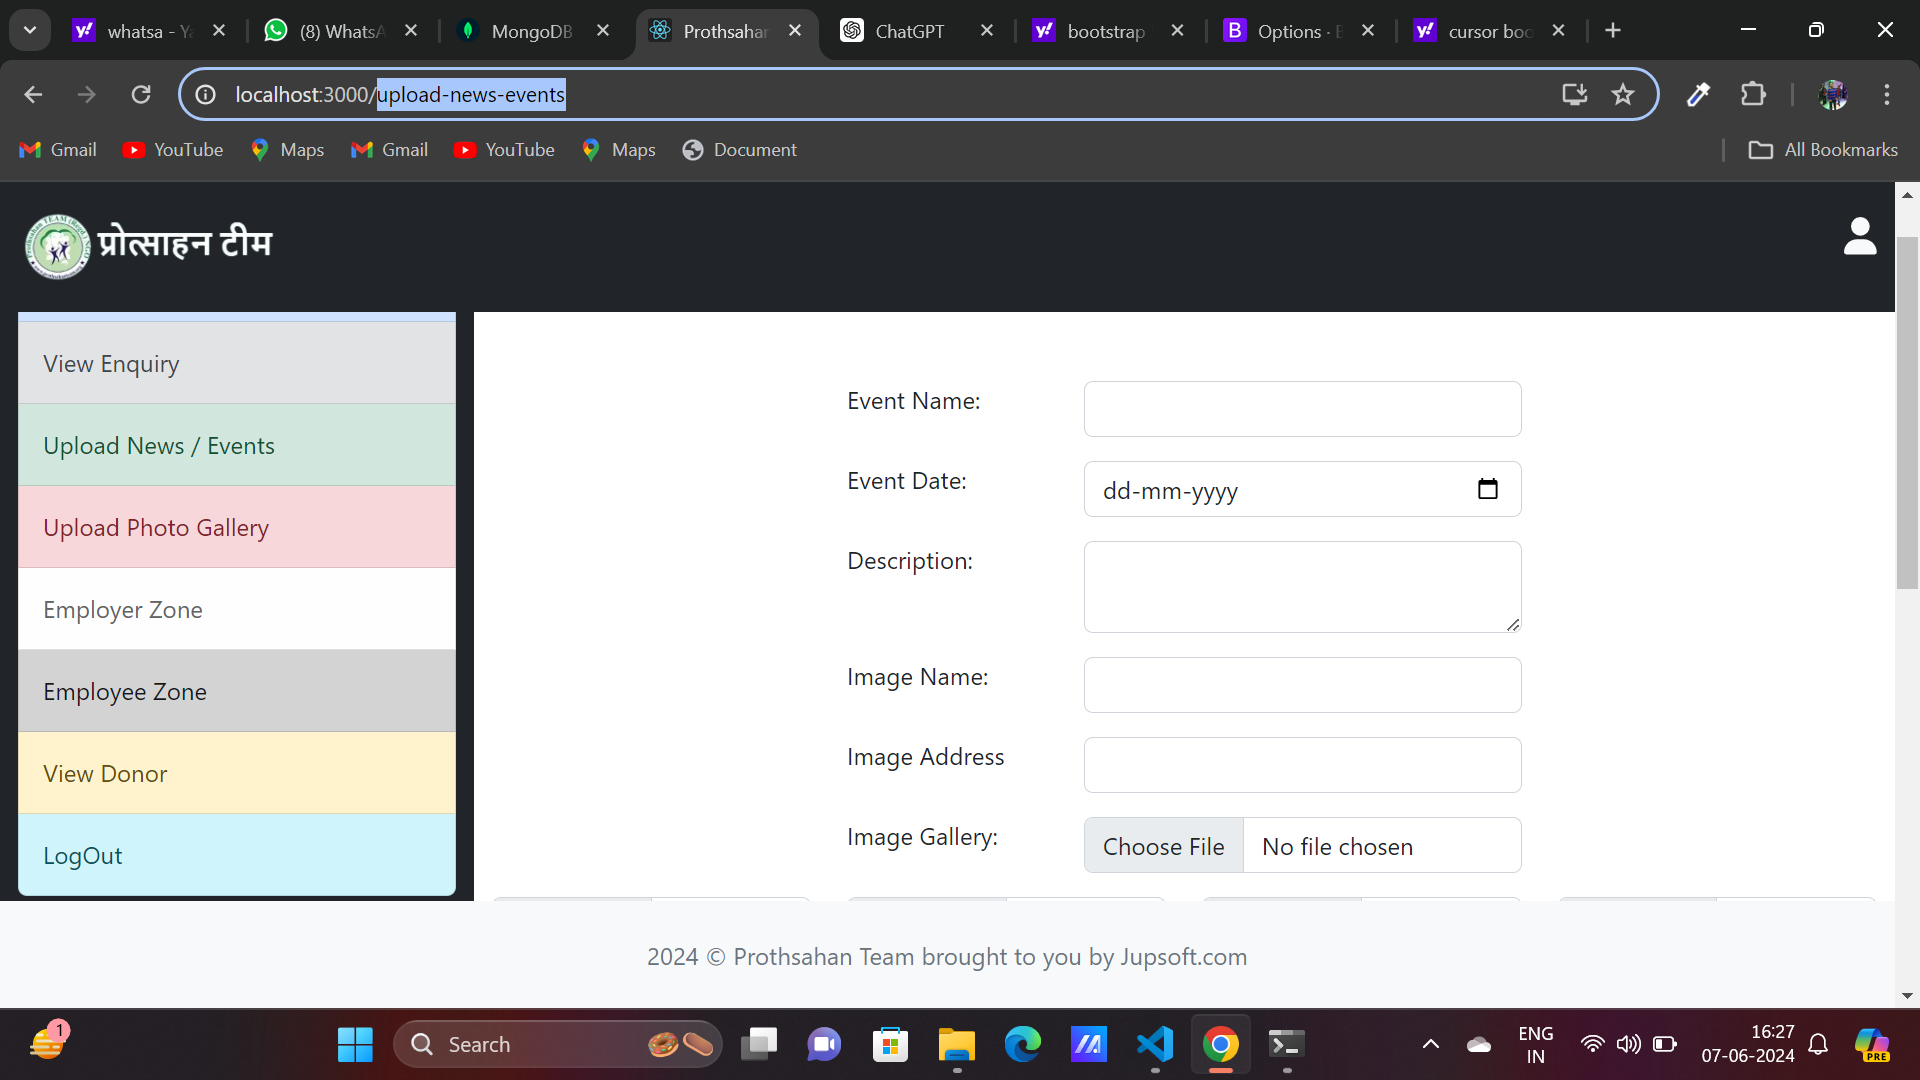 whatsa - Ya
(8) WhatsA
MongoDB
Prothsahar
ChatGPT
bootstrap
Options · B
cursor boo
localhost:3000/upload-news-events
Gmail
YouTube
Maps
Gmail
YouTube
Maps
Document
All Bookmarks
प्रोत्साहन टीम
View Enquiry
Upload News / Events
Upload Photo Gallery
Employer Zone
Employee Zone
View Donor
LogOut
Event Name:
Event Date:
dd-mm-yyyy
Description:
Image Name:
Image Address
Image Gallery:
Choose File
No file chosen
2024 © Prothsahan Team brought to you by Jupsoft.com
1
Search
ENG
IN
16:27
07-06-2024
PRE